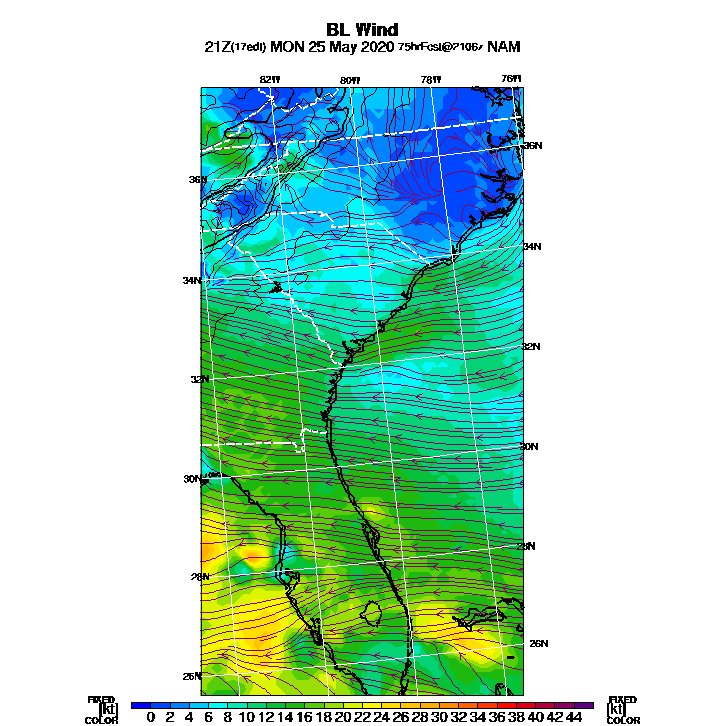 BL Wind
21Z(17edt) MON 25 May 2020 NAM
82W 80W 78W 76W
36N
36N
34N
34N
32N
32N
30N
30N
28N
28N
26N
26N
FIXED FIXED
[kt] 0 2 4 6 8 10 12 14 16 18 20 22 24 26 28 30 32 34 36 38 40 42 44 [kt]
COLOR COLOR